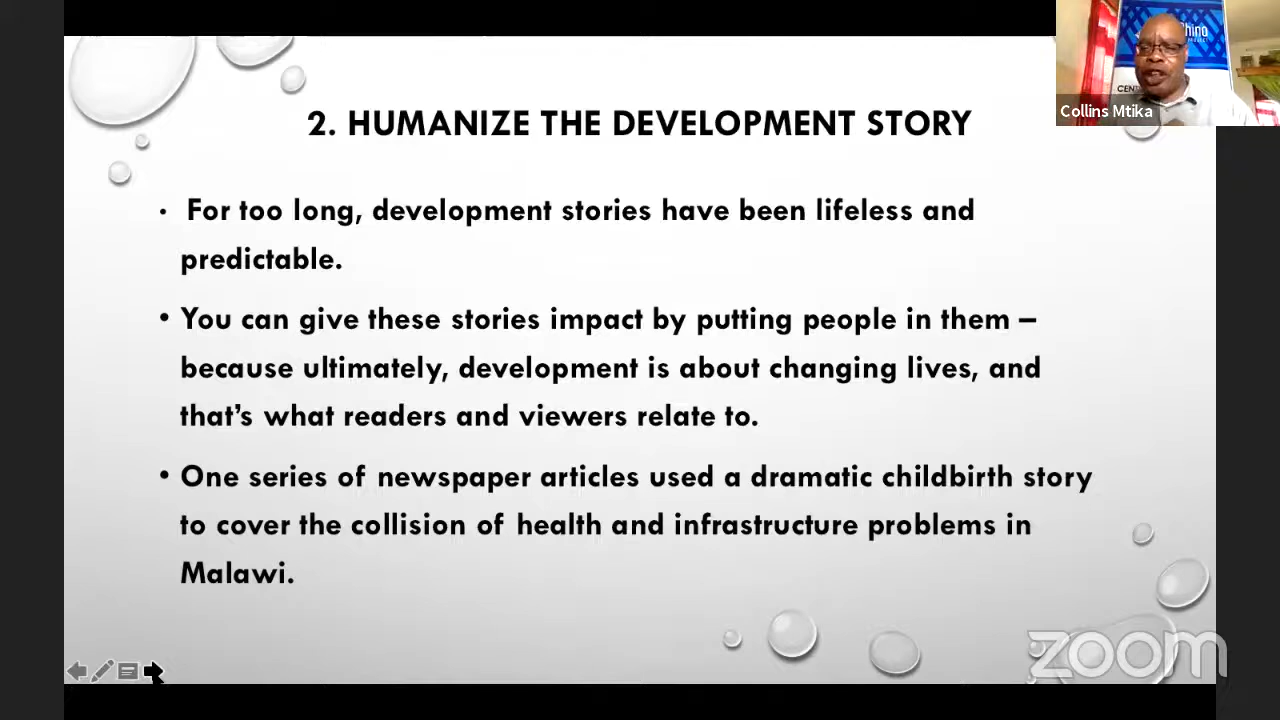 2. HUMANIZE THE DEVELOPMENT STORY
• For too long, development stories have been lifeless and
predictable.
• You can give these stories impact by putting people in them –
because ultimately, development is about changing lives, and
that's what readers and viewers relate to.
• One series of newspaper articles used a dramatic childbirth story
to cover the collision of health and infrastructure problems in
Malawi.
Collins Mtika
zoom